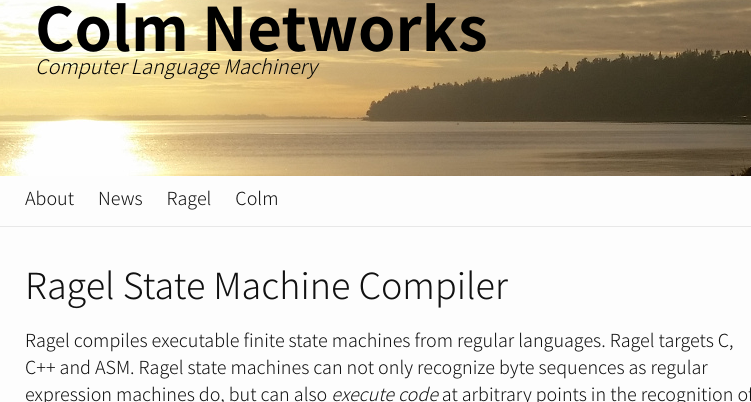 Colm Networks
Computer Language Machinery
About News Ragel Colm
Ragel State Machine Compiler
Ragel compiles executable finite state machines from regular languages. Ragel targets C,
C++ and ASM. Ragel state machines can not only recognize byte sequences as regular
expression machines do, but can also execute code at arbitrary points in the recognition of